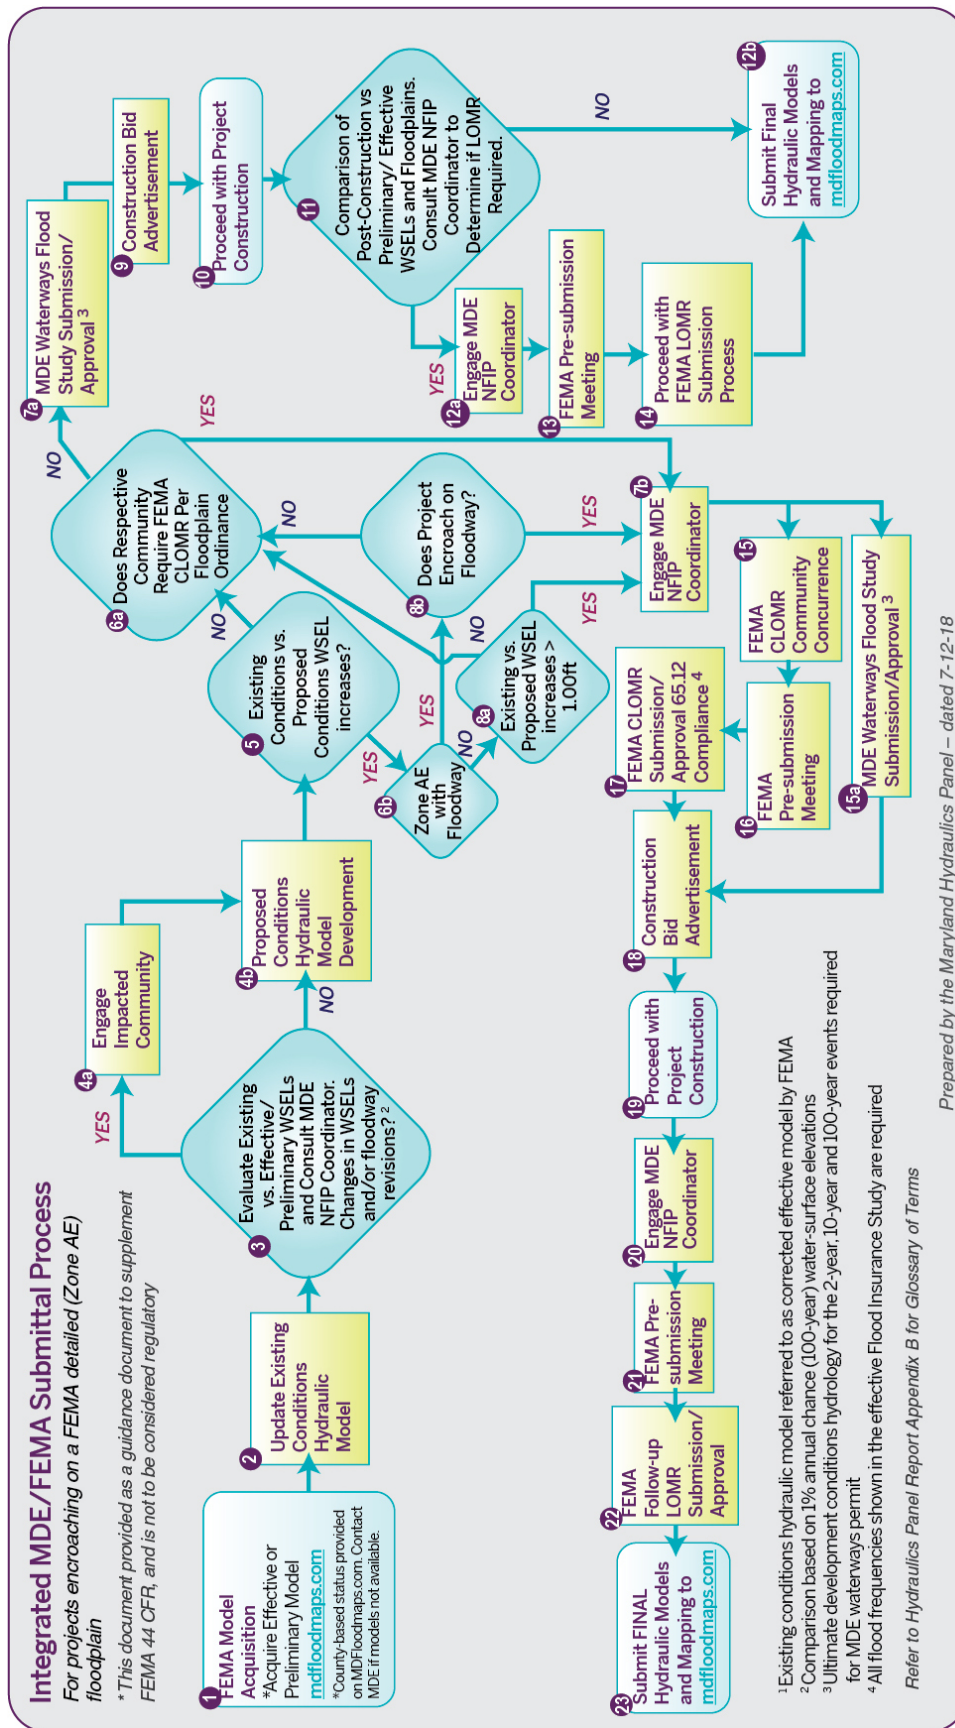 Integrated MDE/FEMA Submittal Process
For projects encroaching on a FEMA detailed (Zone AE)
floodplain
*This document provided as a guidance document to supplement
FEMA 44 CFR, and is not to be considered regulatory
1
FEMA Model
Acquisition
*Acquire Effective or
Preliminary Model
mdfloodmaps.com
*County-based status provided
on MDFloodmaps.com. Contact
MDE if models not available.
2
Update Existing
Conditions
Hydraulic
Model
3
Evaluate Existing
vs. Effective/
Preliminary WSELs
and Consult MDE
NFIP Coordinator.
Changes in WSELs
and/or floodway
revisions? 2
YES
NO
4a
Engage
Impacted
Community
4b
Proposed
Conditions
Hydraulic
Model
Development
5
Existing
Conditions vs.
Proposed
Conditions WSEL
increases?
NO
YES
6a
Does Respective
Community
Require FEMA
CLOMR Per
Floodplain
Ordinance
NO
YES
6b
Zone AE
with
Floodway
YES
NO
7a
MDE Waterways Flood
Study Submission/
Approval 3
8a
Existing vs.
Proposed WSEL
increases >
1.00ft
NO
YES
8b
Does Project
Encroach on
Floodway?
NO
YES
7b
Engage MDE
NFIP
Coordinator
9
Construction Bid
Advertisement
10
Proceed with Project
Construction
11
Comparison of
Post-Construction vs
Preliminary/ Effective
WSELs and Floodplains.
Consult MDE NFIP
Coordinator to
Determine if LOMR
Required.
YES
NO
12a
Engage MDE
NFIP
Coordinator
13
FEMA Pre-submission
Meeting
14
Proceed with
FEMA LOMR
Submission
Process
12b
Submit Final
Hydraulic Models
and Mapping to
mdfloodmaps.com
15
FEMA
CLOMR
Community
Concurrence
15a
MDE Waterways Flood Study
Submission/Approval 3
16
FEMA
Pre-submission
Meeting
17
FEMA CLOMR
Submission/
Approval 65.12
Compliance 4
18
Construction
Bid
Advertisement
19
Proceed with
Project
Construction
20
Engage MDE
NFIP
Coordinator
21
FEMA Pre-
submission
Meeting
22
FEMA
Follow-up
LOMR
Submission/
Approval
23
Submit FINAL
Hydraulic Models
and Mapping to
mdfloodmaps.com
1 Existing conditions hydraulic model referred to as corrected effective model by FEMA
2 Comparison based on 1% annual chance (100-year) water-surface elevations
3 Ultimate development conditions hydrology for the 2-year, 10-year and 100-year events required
for MDE waterways permit
4 All flood frequencies shown in the effective Flood Insurance Study are required
Refer to Hydraulics Panel Report Appendix B for Glossary of Terms
Prepared by the Maryland Hydraulics Panel – dated 7-12-18